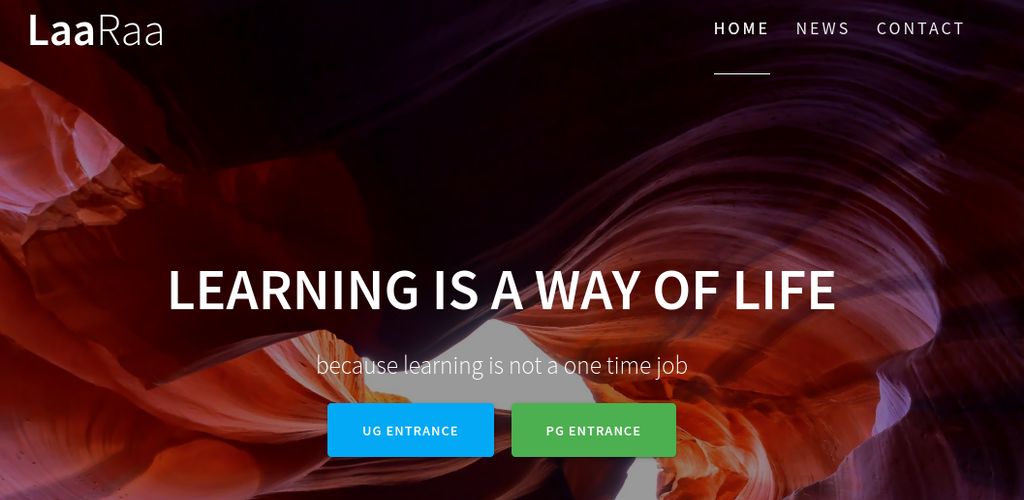 LaaRaa
HOME NEWS CONTACT
LEARNING IS A WAY OF LIFE
because learning is not a one time job
UG ENTRANCE PG ENTRANCE